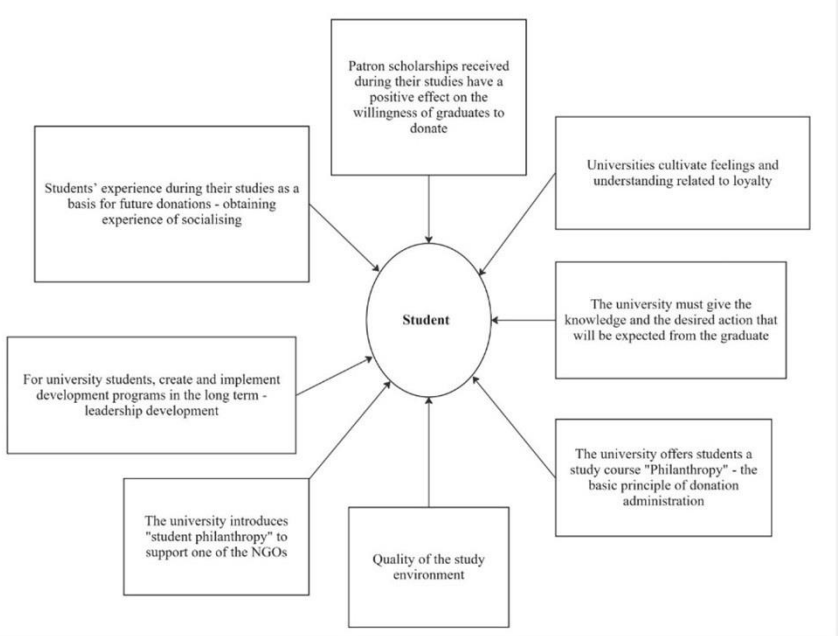 Patron scholarships received
during their studies have a
positive effect on the
willingness of graduates to
donate
Universities cultivate feelings and
understanding related to loyalty
Students' experience during their studies as a
basis for future donations - obtaining
experience of socialising
The university must give the
knowledge and the desired action that
will be expected from the graduate
Student
For university students, create and implement
development programs in the long term -
leadership development
The university offers students a
study course "Philanthropy" - the
basic principle of donation
administration
The university introduces
"student philanthropy" to
support one of the NGOs
Quality of the study
environment